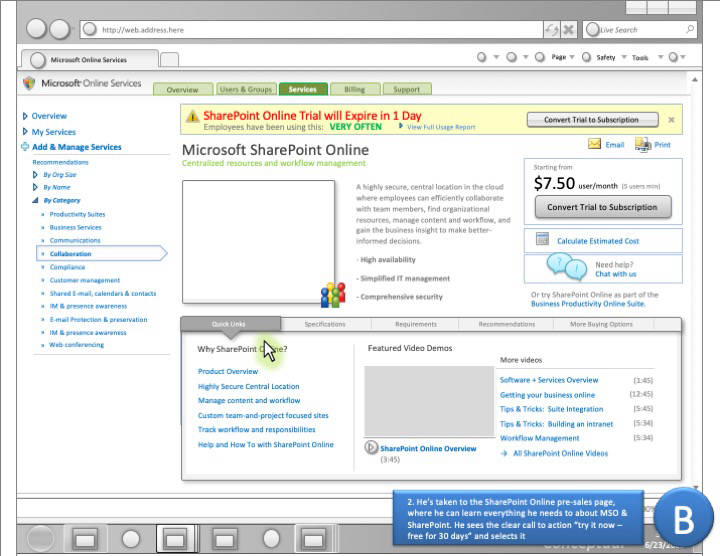 http://web.address.here
Live Search
Microsoft Online Services
Page
Safety
Tools
Microsoft Online Services
Overview
Users & Groups
Services
Billing
Support
Overview
My Services
Add & Manage Services
Recommendations
By Org Size
By Name
By Category
» Productivity Suites
» Business Services
» Communications
» Collaboration
» Compliance
» Customer management
» Shared E-mail, calendars & contacts
» IM & presence awareness
» E-mail Protection & preservation
» IM & presence awareness
» Web conferencing
SharePoint Online Trial will Expire in 1 Day
Employees have been using this: VERY OFTEN
View Full Usage Report
Convert Trial to Subscription
Email
Print
Microsoft SharePoint Online
Centralized resources and workflow management
A highly secure, central location in the cloud
where employees can efficiently collaborate
with team members, find organizational
resources, manage content and workflow, and
gain the business insight to make better-
informed decisions.
- High availability
- Simplified IT management
- Comprehensive security
Starting from
$7.50 user/month (5 users min)
Convert Trial to Subscription
Calculate Estimated Cost
Need help?
Chat with us
Or try SharePoint Online as part of the
Business Productivity Online Suite.
Quick Links
Specifications
Requirements
Recommendations
More Buying Options
Why SharePoint Online?
Product Overview
Highly Secure Central Location
Manage content and workflow
Custom team-and-project focused sites
Track workflow and responsibilities
Help and How To with SharePoint Online
Featured Video Demos
SharePoint Online Overview
(3:45)
More videos
Software + Services Overview (1:45)
Getting your business online (12:45)
Tips & Tricks: Suite Integration (5:45)
Tips & Tricks: Building an intranet (5:34)
Workflow Management (5:34)
All SharePoint Online Videos
2. He's taken to the SharePoint Online pre-sales page,
where he can learn everything he needs to about MSO &
SharePoint. He sees the clear call to action "try it now –
free for 30 days" and selects it
B